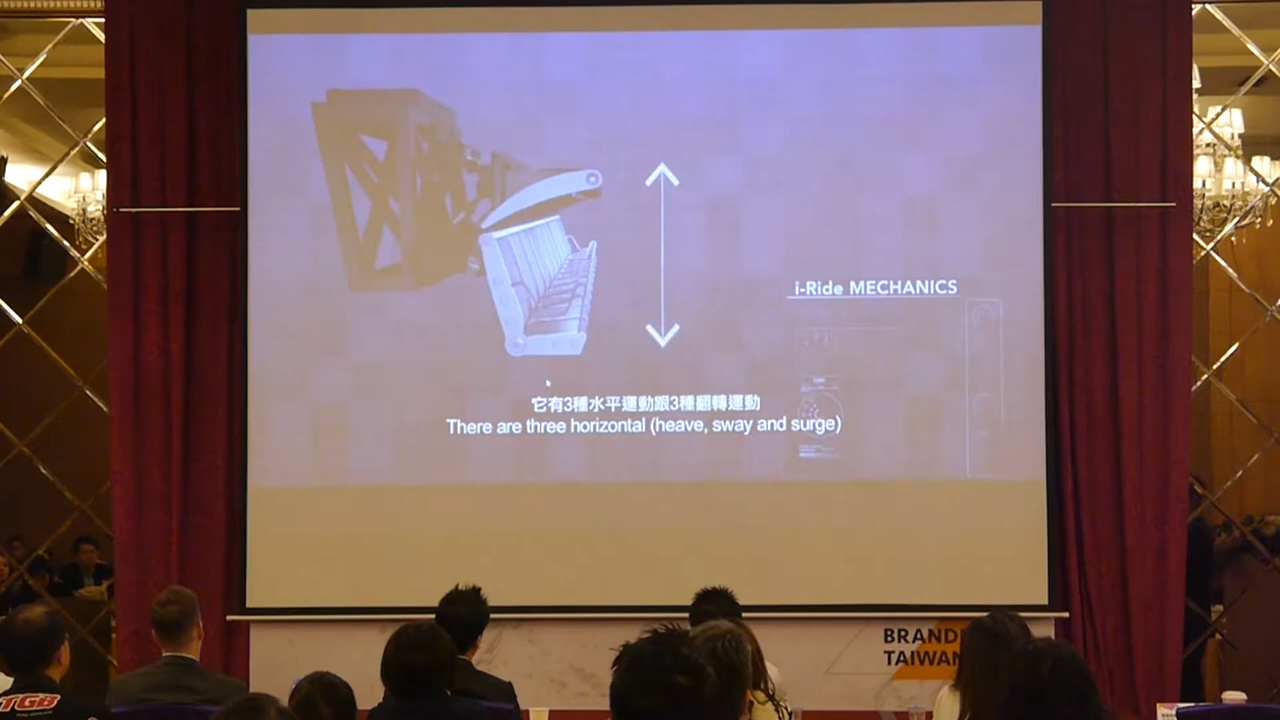 i-Ride MECHANICS
它有3種水平運動跟3種翻轉運動
There are three horizontal (heave, sway and surge)
BRAND
TAIWAN
TGB